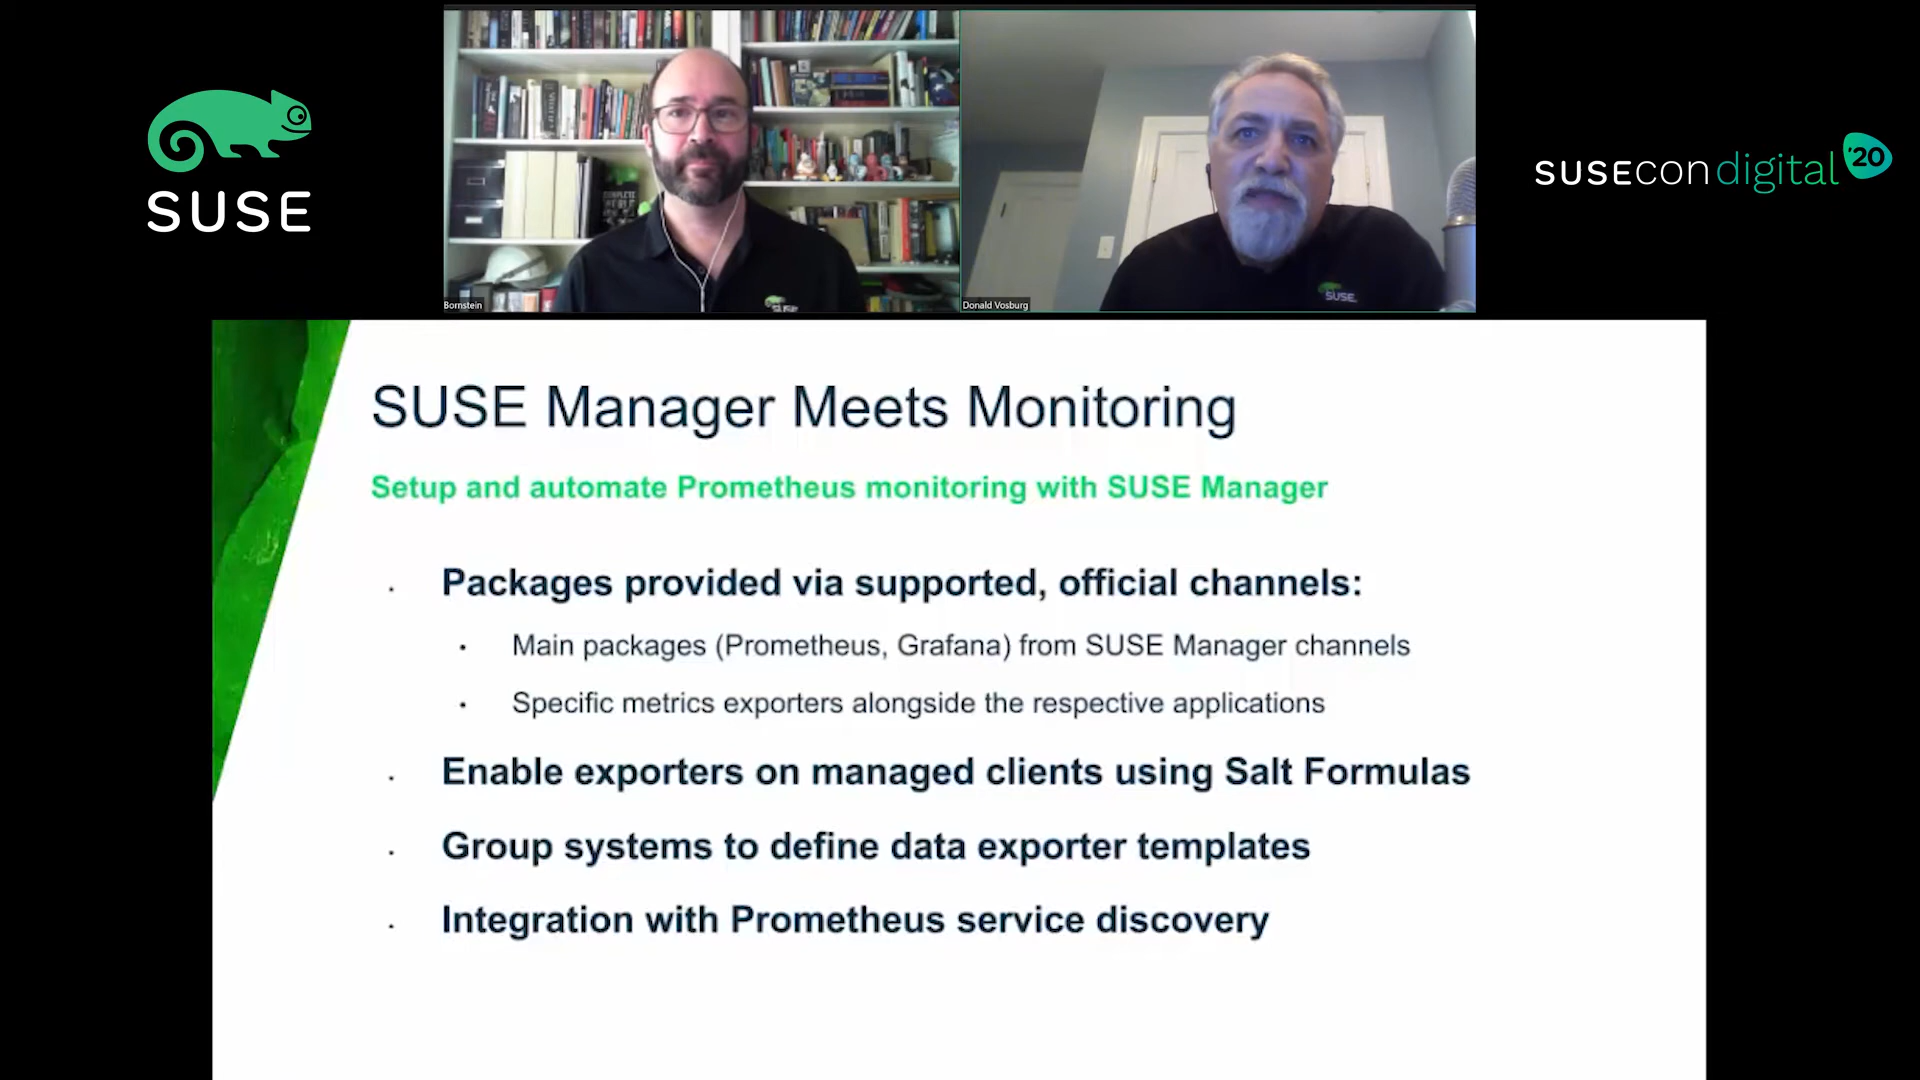 SUSE
SUSECON digital '20
Bornstein
Donald Vosburg
SUSE
SUSE Manager Meets Monitoring
Setup and automate Prometheus monitoring with SUSE Manager
Packages provided via supported, official channels:
Main packages (Prometheus, Grafana) from SUSE Manager channels
Specific metrics exporters alongside the respective applications
Enable exporters on managed clients using Salt Formulas
Group systems to define data exporter templates
Integration with Prometheus service discovery